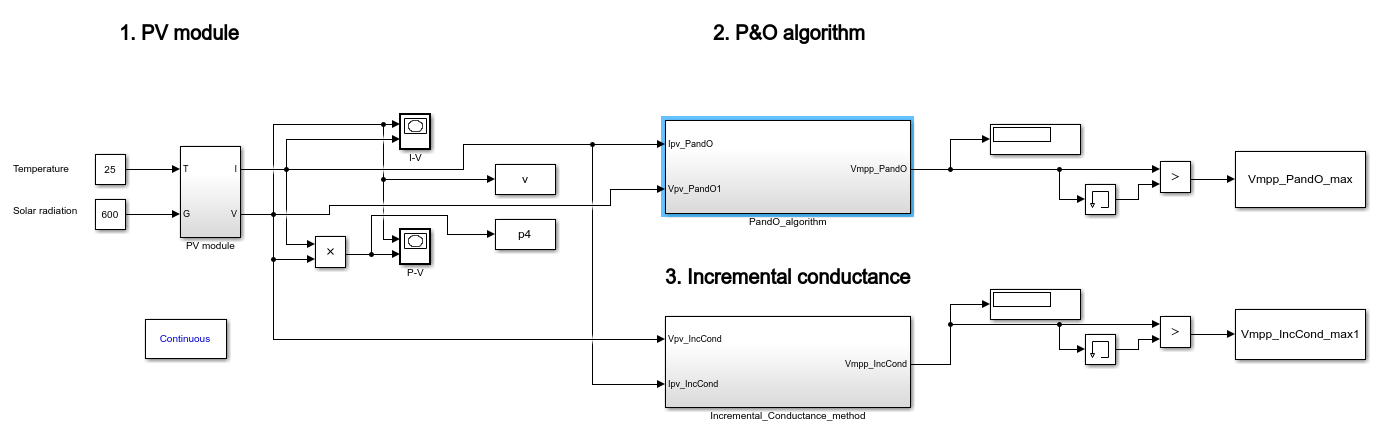 1. PV module
2. P&O algorithm
Temperature
25
T
I
I-V
Ipv_PandO
Vmpp_PandO
>
Vmpp_PandO_max
v
Vpv_PandO1
Solar radiation
600
G
V
PV module
PandO_algorithm
p4
×
P-V
3. Incremental conductance
Continuous
Vpv_IncCond
Vmpp_IncCond
Ipv_IncCond
>
Vmpp_IncCond_max1
Incremental_Conductance_method